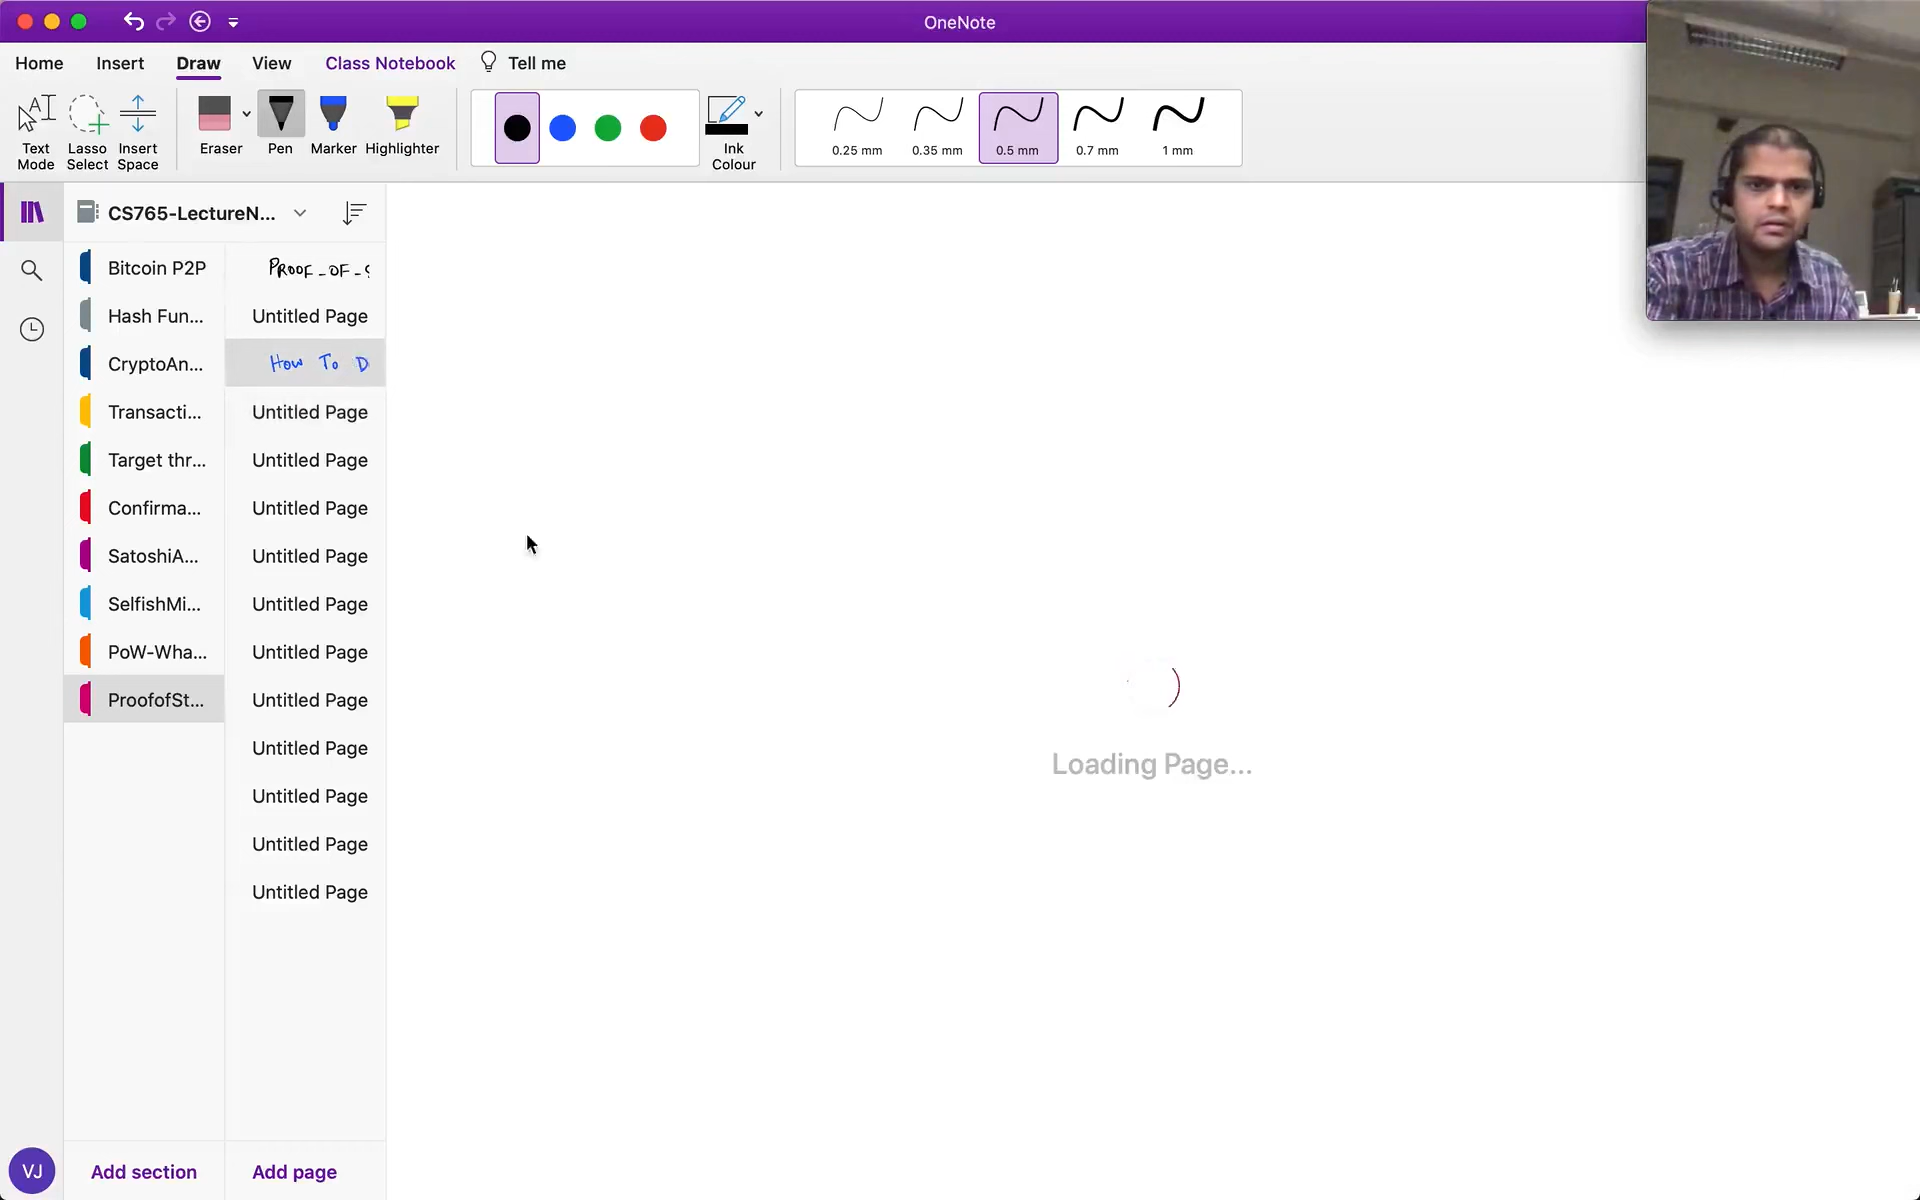 OneNote
Home
Insert
Draw
View
Class Notebook
Tell me
Text Mode
Lasso Select
Insert Space
Eraser
Pen
Marker
Highlighter
Ink Colour
0.25 mm
0.35 mm
0.5 mm
0.7 mm
1 mm
CS765-LectureN...
Bitcoin P2P
Hash Fun...
CryptoAn...
Transacti...
Target thr...
Confirma...
SatoshiA...
SelfishMi...
PoW-Wha...
ProofofSt...
PROOF-OF-
Untitled Page
How To D
Untitled Page
Untitled Page
Untitled Page
Untitled Page
Untitled Page
Untitled Page
Untitled Page
Untitled Page
Untitled Page
Untitled Page
Untitled Page
Loading Page...
VJ
Add section
Add page